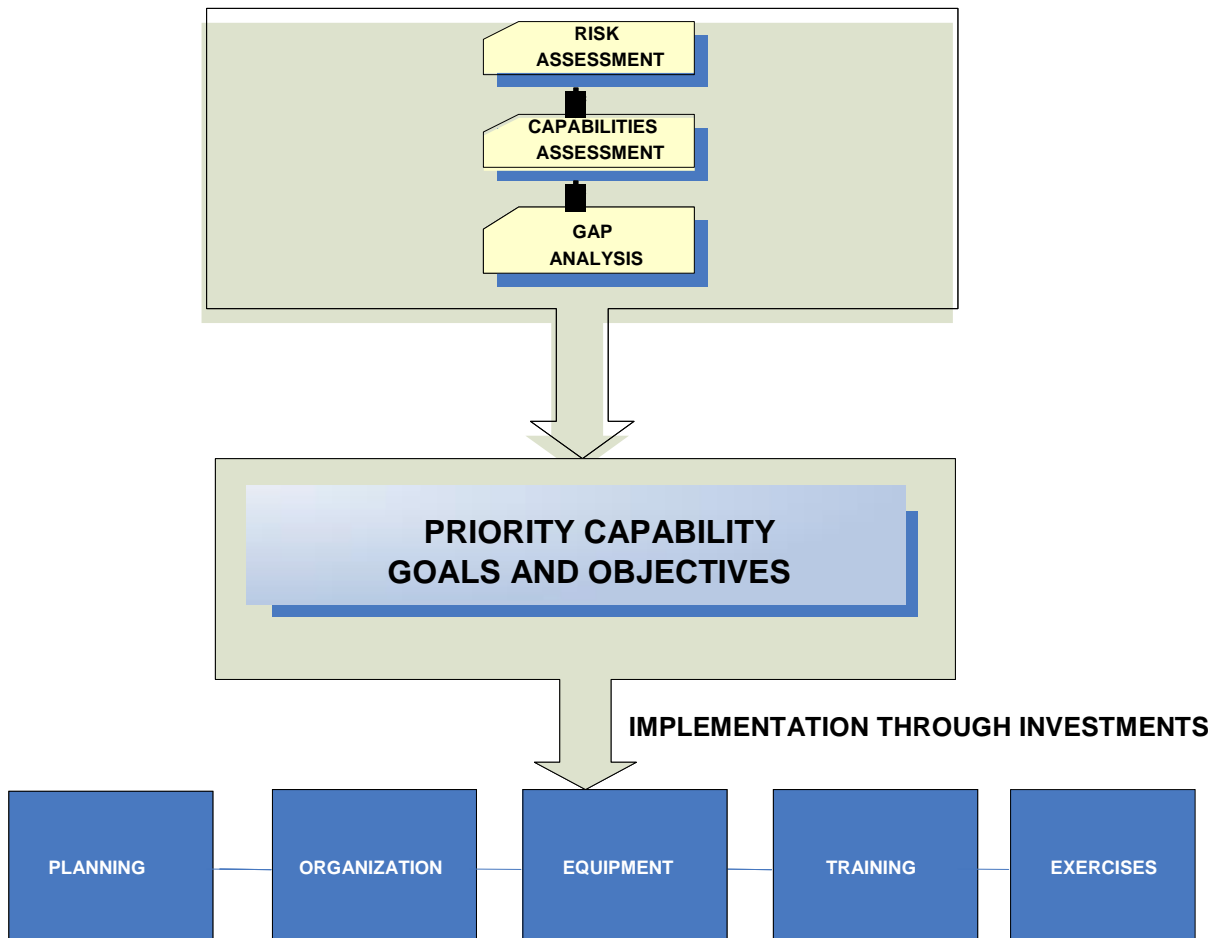 RISK
ASSESSMENT
CAPABILITIES
ASSESSMENT
GAP
ANALYSIS
PRIORITY CAPABILITY
GOALS AND OBJECTIVES
IMPLEMENTATION THROUGH INVESTMENTS
PLANNING
ORGANIZATION
EQUIPMENT
TRAINING
EXERCISES